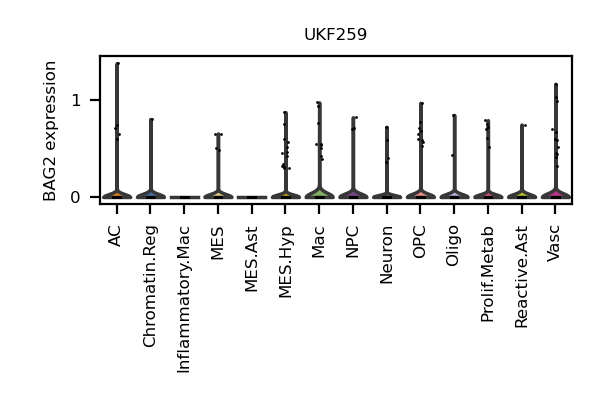 UKF259
BAG2 expression
1
0
AC
Chromatin.Reg
Inflammatory.Mac
MES
MES.Ast
MES.Hyp
Mac
NPC
Neuron
OPC
Oligo
Prolif.Metab
Reactive.Ast
Vasc